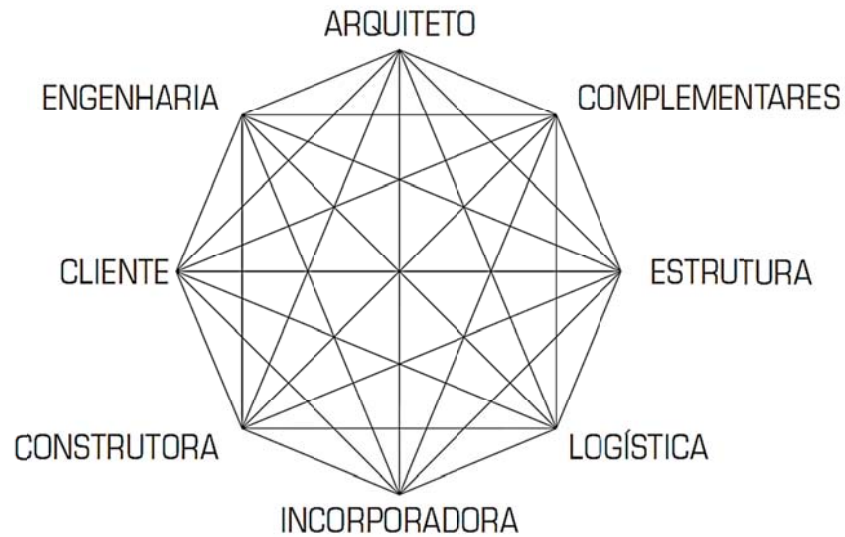 ARQUITETO
ENGENHARIA
COMPLEMENTARES
CLIENTE
ESTRUTURA
CONSTRUTORA
LOGÍSTICA
INCORPORADORA